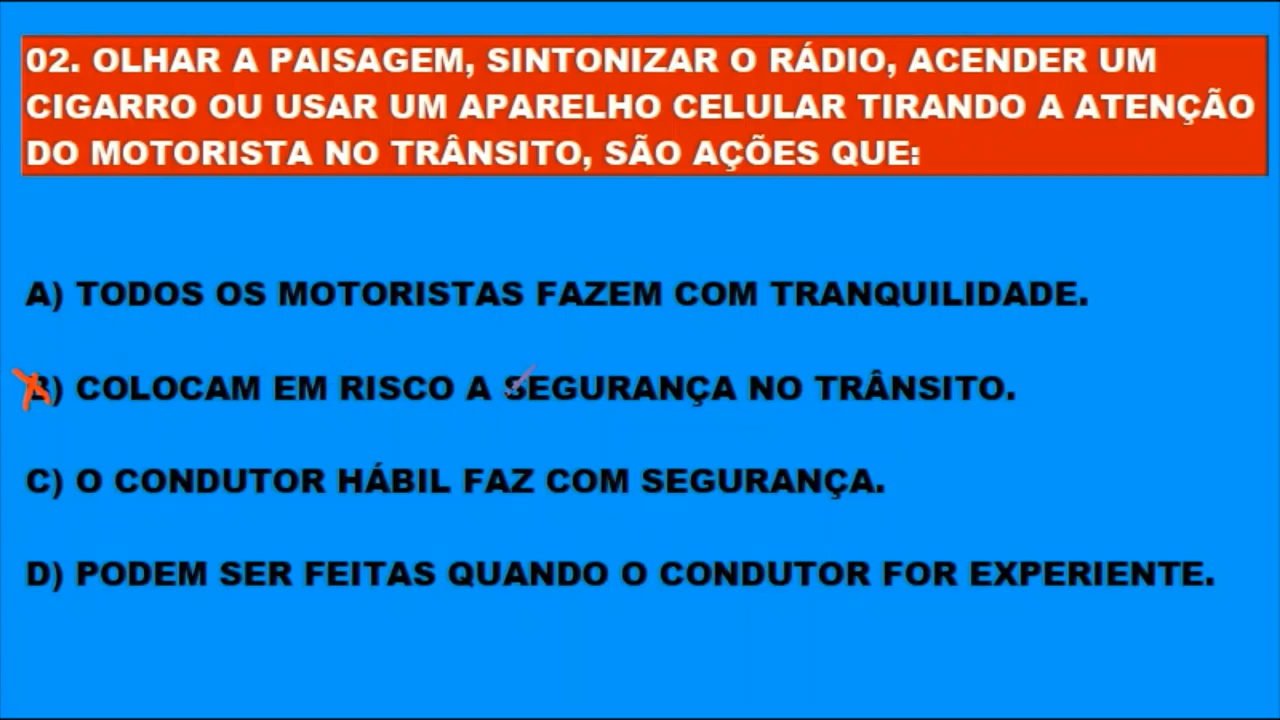 02. OLHAR A PAISAGEM, SINTONIZAR O RÁDIO, ACENDER UM
CIGARRO OU USAR UM APARELHO CELULAR TIRANDO A ATENÇÃO
DO MOTORISTA NO TRÂNSITO, SÃO AÇÕES QUE:
A) TODOS OS MOTORISTAS FAZEM COM TRANQUILIDADE.
B) COLOCAM EM RISCO A SEGURANÇA NO TRÂNSITO.
C) O CONDUTOR HÁBIL FAZ COM SEGURANÇA.
D) PODEM SER FEITAS QUANDO O CONDUTOR FOR EXPERIENTE.